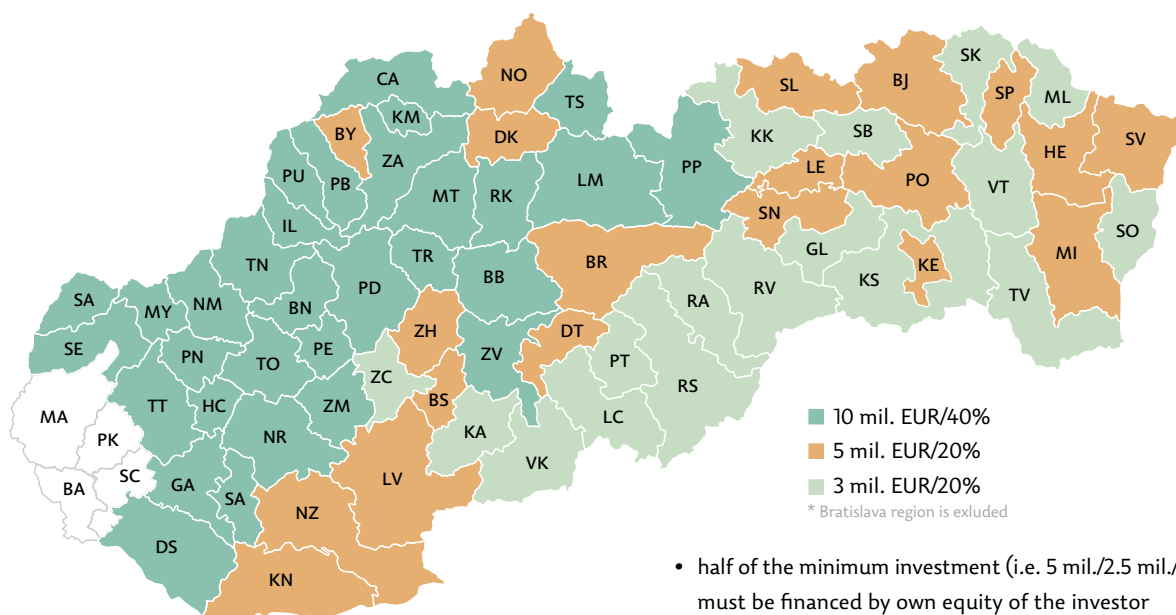 CA
NO
TS
KM
BY
DK
ZA
PU
PB
MT
RK
LM
PP
IL
KK
SL
BJ
SK
SP
ML
SB
HE
SV
LE
PO
VT
SN
SO
GL
KE
MI
KS
TV
TN
TR
BB
BR
PD
RA
RV
SA
MY
NM
BN
ZH
DT
SE
PN
TO
PE
ZV
PT
ZC
RS
MA
TT
HC
ZM
BS
LC
PK
NR
KA
VK
SC
BA
GA
SA
LV
NZ
DS
KN
10 mil. EUR/40%
5 mil. EUR/20%
3 mil. EUR/20%
* Bratislava region is exluded
• half of the minimum investment (i.e. 5 mil./2.5 mil./
must be financed by own equity of the investor